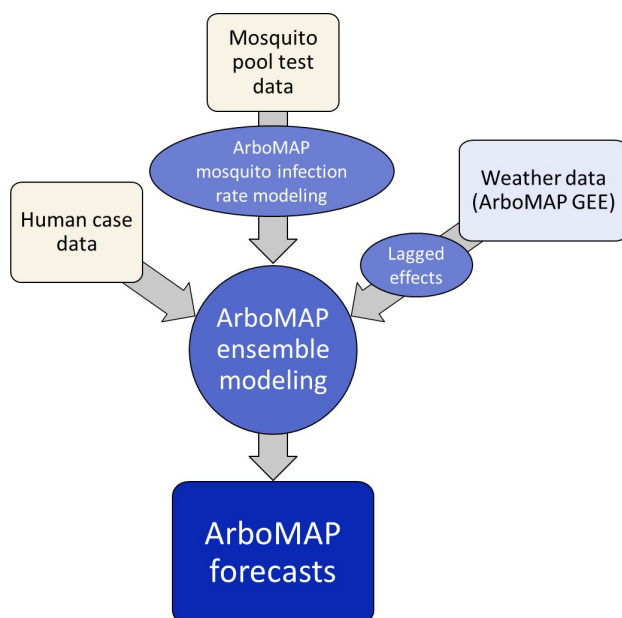 Mosquito
pool test
data
ArboMAP
mosquito infection
rate modeling
Weather data
(ArboMAP GEE)
Human case
data
Lagged
effects
ArboMAP
ensemble
modeling
ArboMAP
forecasts